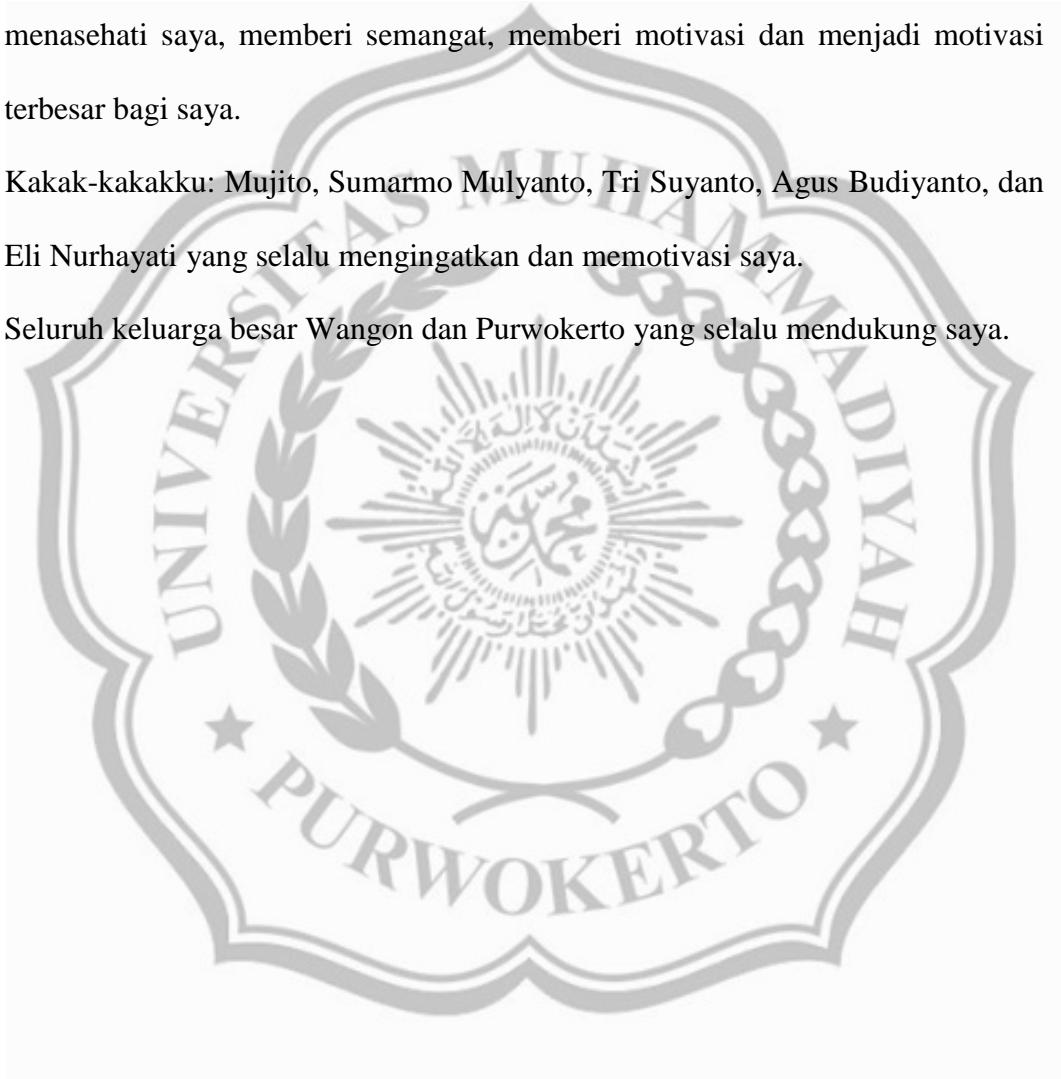 menasehati saya, memberi semangat, memberi motivasi dan menjadi motivasi
terbesar bagi saya.
Kakak-kakakku: Mujito, Sumarmo Mulyanto, Tri Suyanto, Agus Budiyanto, dan
Eli Nurhayati yang selalu mengingatkan dan memotivasi saya.
Seluruh keluarga besar Wangon dan Purwokerto yang selalu mendukung saya.
UNIVERSITAS MUHAMMADIYAH
PURWOKERTO